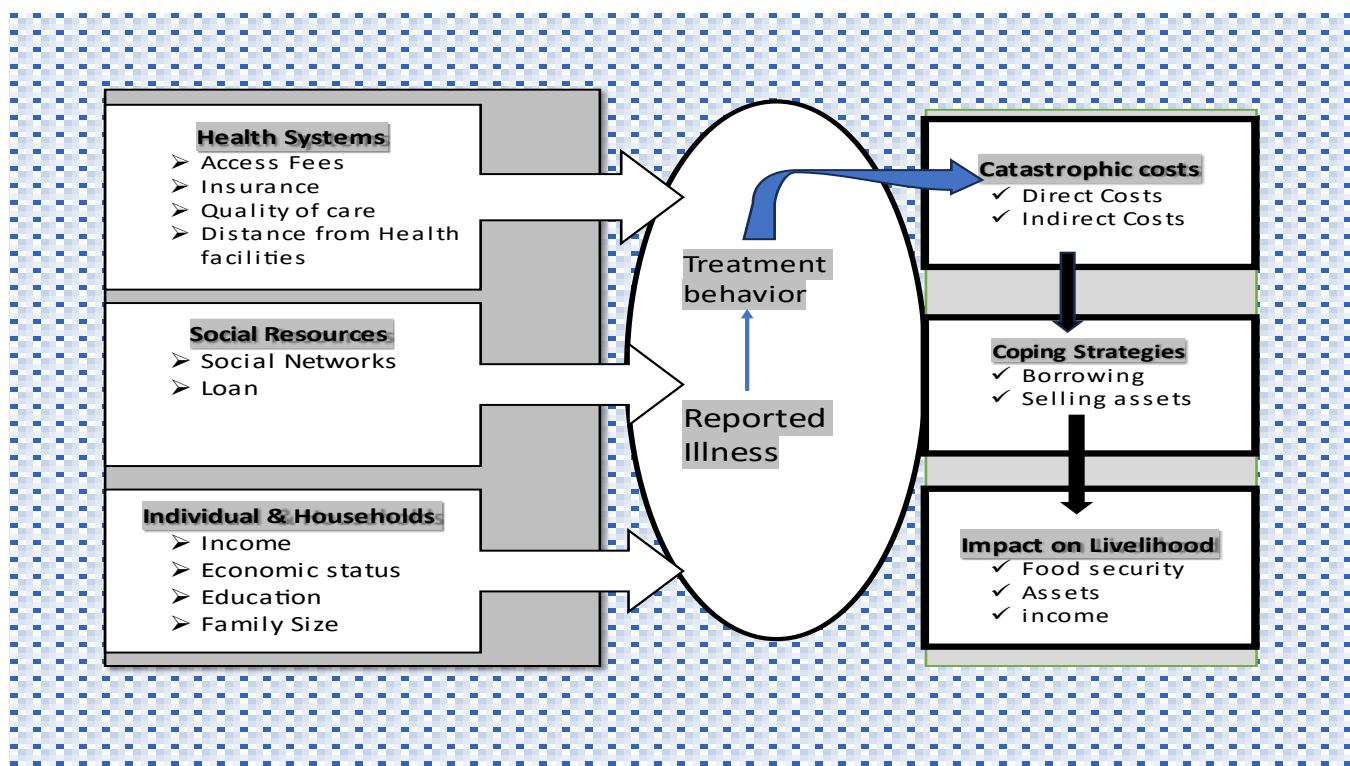 Health Systems
➢ Access Fees
➢ Insurance
➢ Quality of care
➢ Distance from Health
facilities
Social Resources
➢ Social Networks
➢ Loan
Individual & Households
➢ Income
➢ Economic status
➢ Education
➢ Family Size
Treatment
behavior
Reported
Illness
Catastrophic costs
✓ Direct Costs
✓ Indirect Costs
Coping Strategies
✓ Borrowing
✓ Selling assets
Impact on Livelihood
✓ Food security
✓ Assets
✓ income